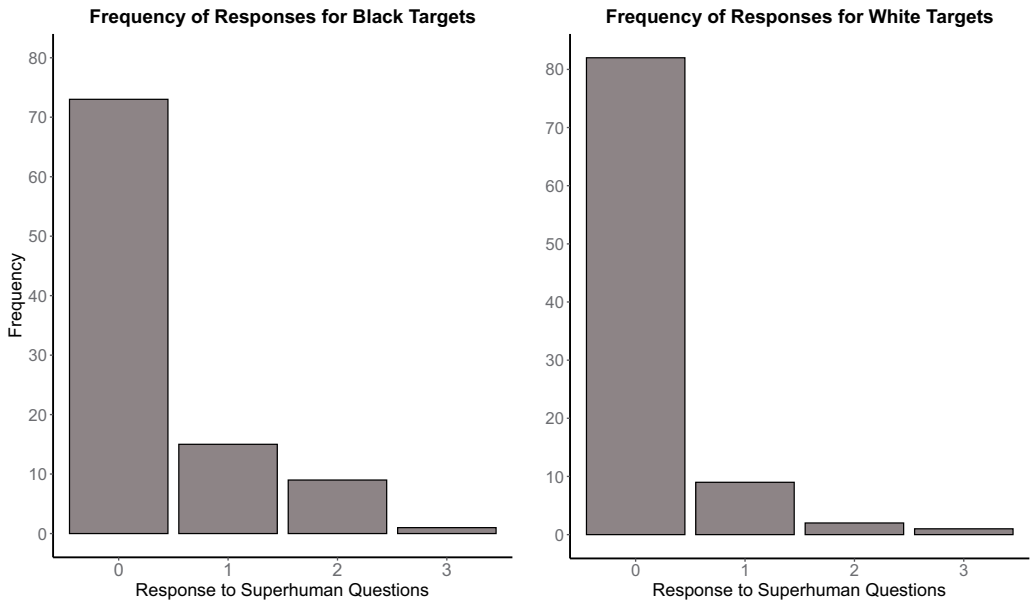 Frequency of Responses for Black Targets
80
70
60
50
40
30
20
10
0
Frequency
0 1 2 3
Response to Superhuman Questions
Frequency of Responses for White Targets
80
70
60
50
40
30
20
10
0
0 1 2 3
Response to Superhuman Questions